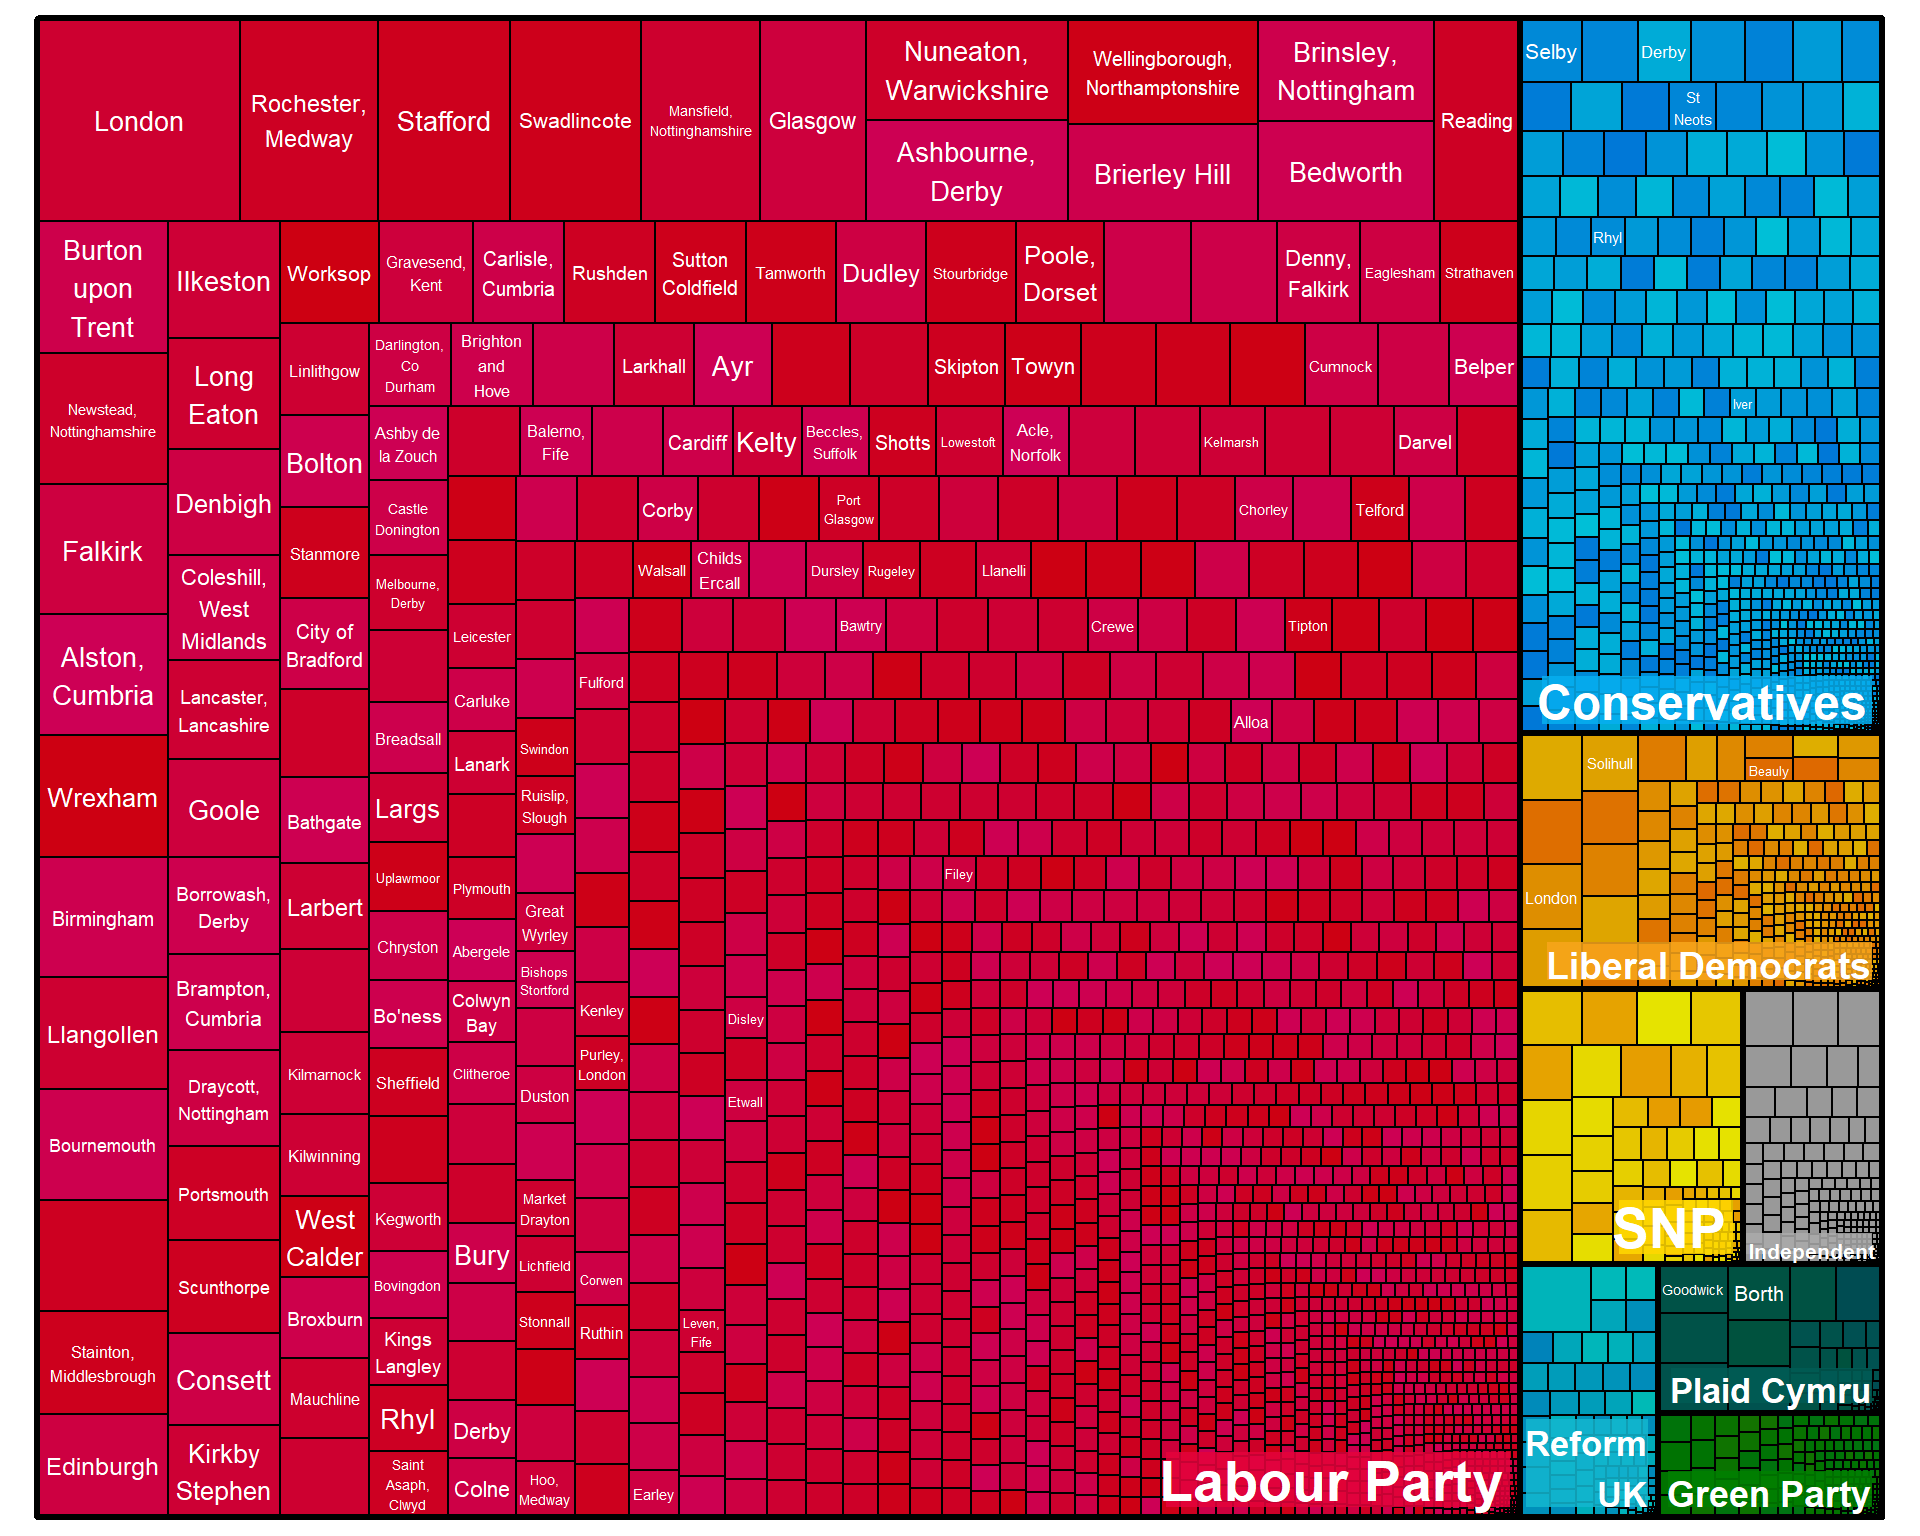 London
Rochester,
Medway
Stafford
Swadlincote
Mansfield,
Nottinghamshire
Glasgow
Nuneaton,
Warwickshire
Ashbourne,
Derby
Wellingborough,
Northamptonshire
Brierley Hill
Brinsley,
Nottingham
Bedworth
Reading
Burton
upon
Trent
Newstead,
Nottinghamshire
Falkirk
Alston,
Cumbria
Wrexham
Birmingham
Llangollen
Bournemouth
Stainton,
Middlesbrough
Edinburgh
Ilkeston
Long
Eaton
Denbigh
Coleshill,
West
Midlands
Lancaster,
Lancashire
Goole
Borrowash,
Derby
Brampton,
Cumbria
Draycott,
Nottingham
Portsmouth
Scunthorpe
Consett
Kirkby
Stephen
Worksop
Gravesend,
Kent
Carlisle,
Cumbria
Rushden
Sutton
Coldfield
Tamworth
Dudley
Stourbridge
Poole,
Dorset
Denny,
Falkirk
Eaglesham
Strathaven
Linlithgow
Bolton
Stanmore
City of
Bradford
Bathgate
Larbert
Kilmarnock
Kilwinning
West
Calder
Broxburn
Mauchline
Darlington,
Co
Durham
Brighton
and
Hove
Larkhall
Ayr
Skipton
Towyn
Cumnock
Belper
Ashby de
la Zouch
Castle
Donington
Melbourne,
Derby
Breadsall
Largs
Uplawmoor
Chryston
Bo'ness
Sheffield
Kegworth
Bovingdon
Kings
Langley
Rhyl
Saint
Asaph,
Clwyd
Balerno,
Fife
Cardiff
Kelty
Beccles,
Suffolk
Shotts
Lowestoft
Acle,
Norfolk
Kelmarsh
Darvel
Leicester
Carluke
Lanark
Plymouth
Abergele
Colwyn
Bay
Clitheroe
Bury
Derby
Colne
Corby
Port
Glasgow
Chorley
Telford
Swindon
Ruislip,
Slough
Great
Wyrley
Bishops
Stortford
Duston
Market
Drayton
Lichfield
Stonnall
Hoo,
Medway
Walsall
Childs
Ercall
Dursley
Rugeley
Llanelli
Fulford
Kenley
Purley,
London
Corwen
Ruthin
Bawtry
Crewe
Tipton
Earley
Leven,
Fife
Alloa
Disley
Etwall
Filey
Labour Party
Selby
Derby
St
Neots
Rhyl
Iver
Conservatives
Solihull
Beauly
London
Liberal Democrats
SNP
Independent
Reform
UK
Goodwick
Borth
Plaid Cymru
Green Party